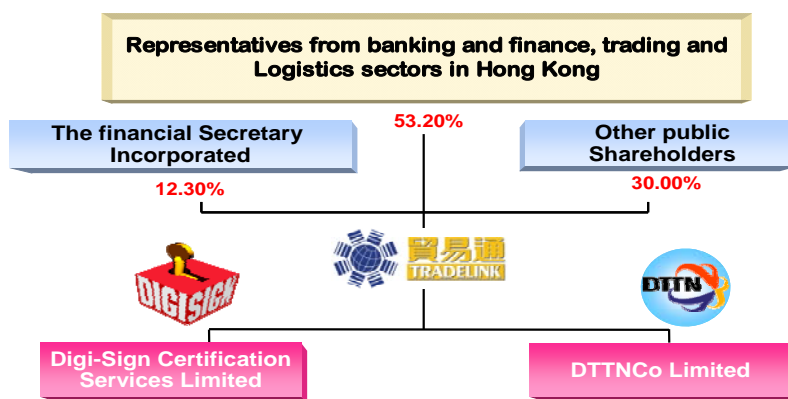 Representatives from banking and finance, trading and
Logistics sectors in Hong Kong
53.20%
The financial Secretary
Incorporated
12.30%
Other public
Shareholders
30.00%
DIGISIGN
貿易通
TRADELINK
DTTN
Digi-Sign Certification
Services Limited
DTTNCo Limited